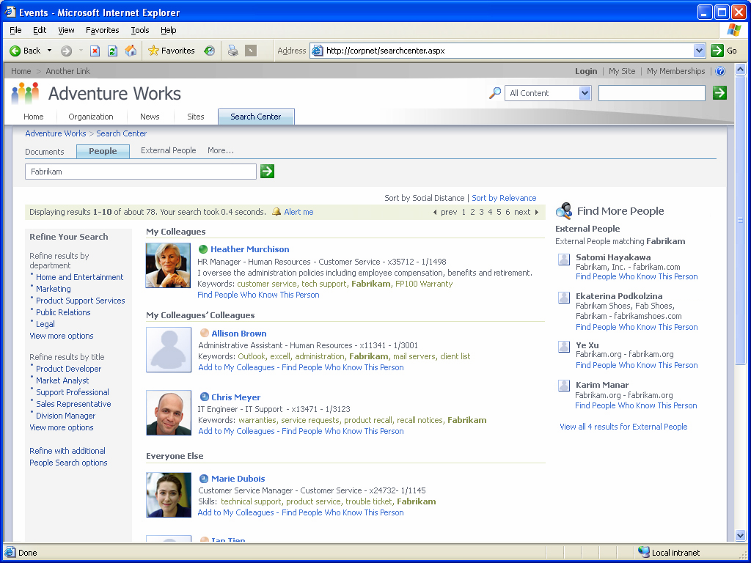 Events - Microsoft Internet Explorer
File Edit View Favorites Tools Help
Back Favorites Address http://corpnet/searchcenter.aspx Go
Home > Another Link Login | My Site | My Memberships |
Adventure Works All Content
Home Organization News Sites Search Center
Adventure Works > Search Center
Documents People External People More...
Fabrikam
Sort by Social Distance | Sort by Relevance
Displaying results 1-10 of about 78. Your search took 0.4 seconds. Alert me prev 1 2 3 4 5 6 next
Refine Your Search
Refine results by
department
Home and Entertainment
Marketing
Product Support Services
Public Relations
Legal
View more options
Refine results by title
Product Developer
Market Analyst
Support Professional
Sales Representative
Division Manager
View more options
Refine with additional
People Search options
My Colleagues
Heather Murchison
HR Manager - Human Resources - Customer Service - x35712 - 1/1498
I oversee the administration policies including employee compensation, benefits and retirement.
Keywords: customer service, tech support, Fabrikam, FP100 Warranty
Find People Who Know This Person
My Colleagues' Colleagues
Allison Brown
Administrative Assistant - Human Resources - x11341 - 1/3001
Keywords: Outlook, excell, administration, Fabrikam, mail servers, client list
Add to My Colleagues - Find People Who Know This Person
Chris Meyer
IT Engineer - IT Support - x13471 - 1/3123
Keywords: warranties, service requests, product recall, recall notices, Fabrikam
Add to My Colleagues - Find People Who Know This Person
Everyone Else
Marie Dubois
Customer Service Manager - Customer Service - x24732- 1/1145
Skills: technical support, product service, trouble ticket, Fabrikam
Add to My Colleagues - Find People Who Know This Person
Find More People
External People
External People matching Fabrikam
Satomi Hayakawa
Fabrikam, Inc. - fabrikam.com
Find People Who Know This Person
Ekaterina Podkolzina
Fabrikam Shoes, Fab Shoes,
Fabrikam - fabrikamshoes.com
Find People Who Know This Person
Ye Xu
Fabrikam.org - fabrikam.org
Find People Who Know This Person
Karim Manar
Fabrikam.org - fabrikam.org
Find People Who Know This Person
View all 4 results for External People
Done Local intranet